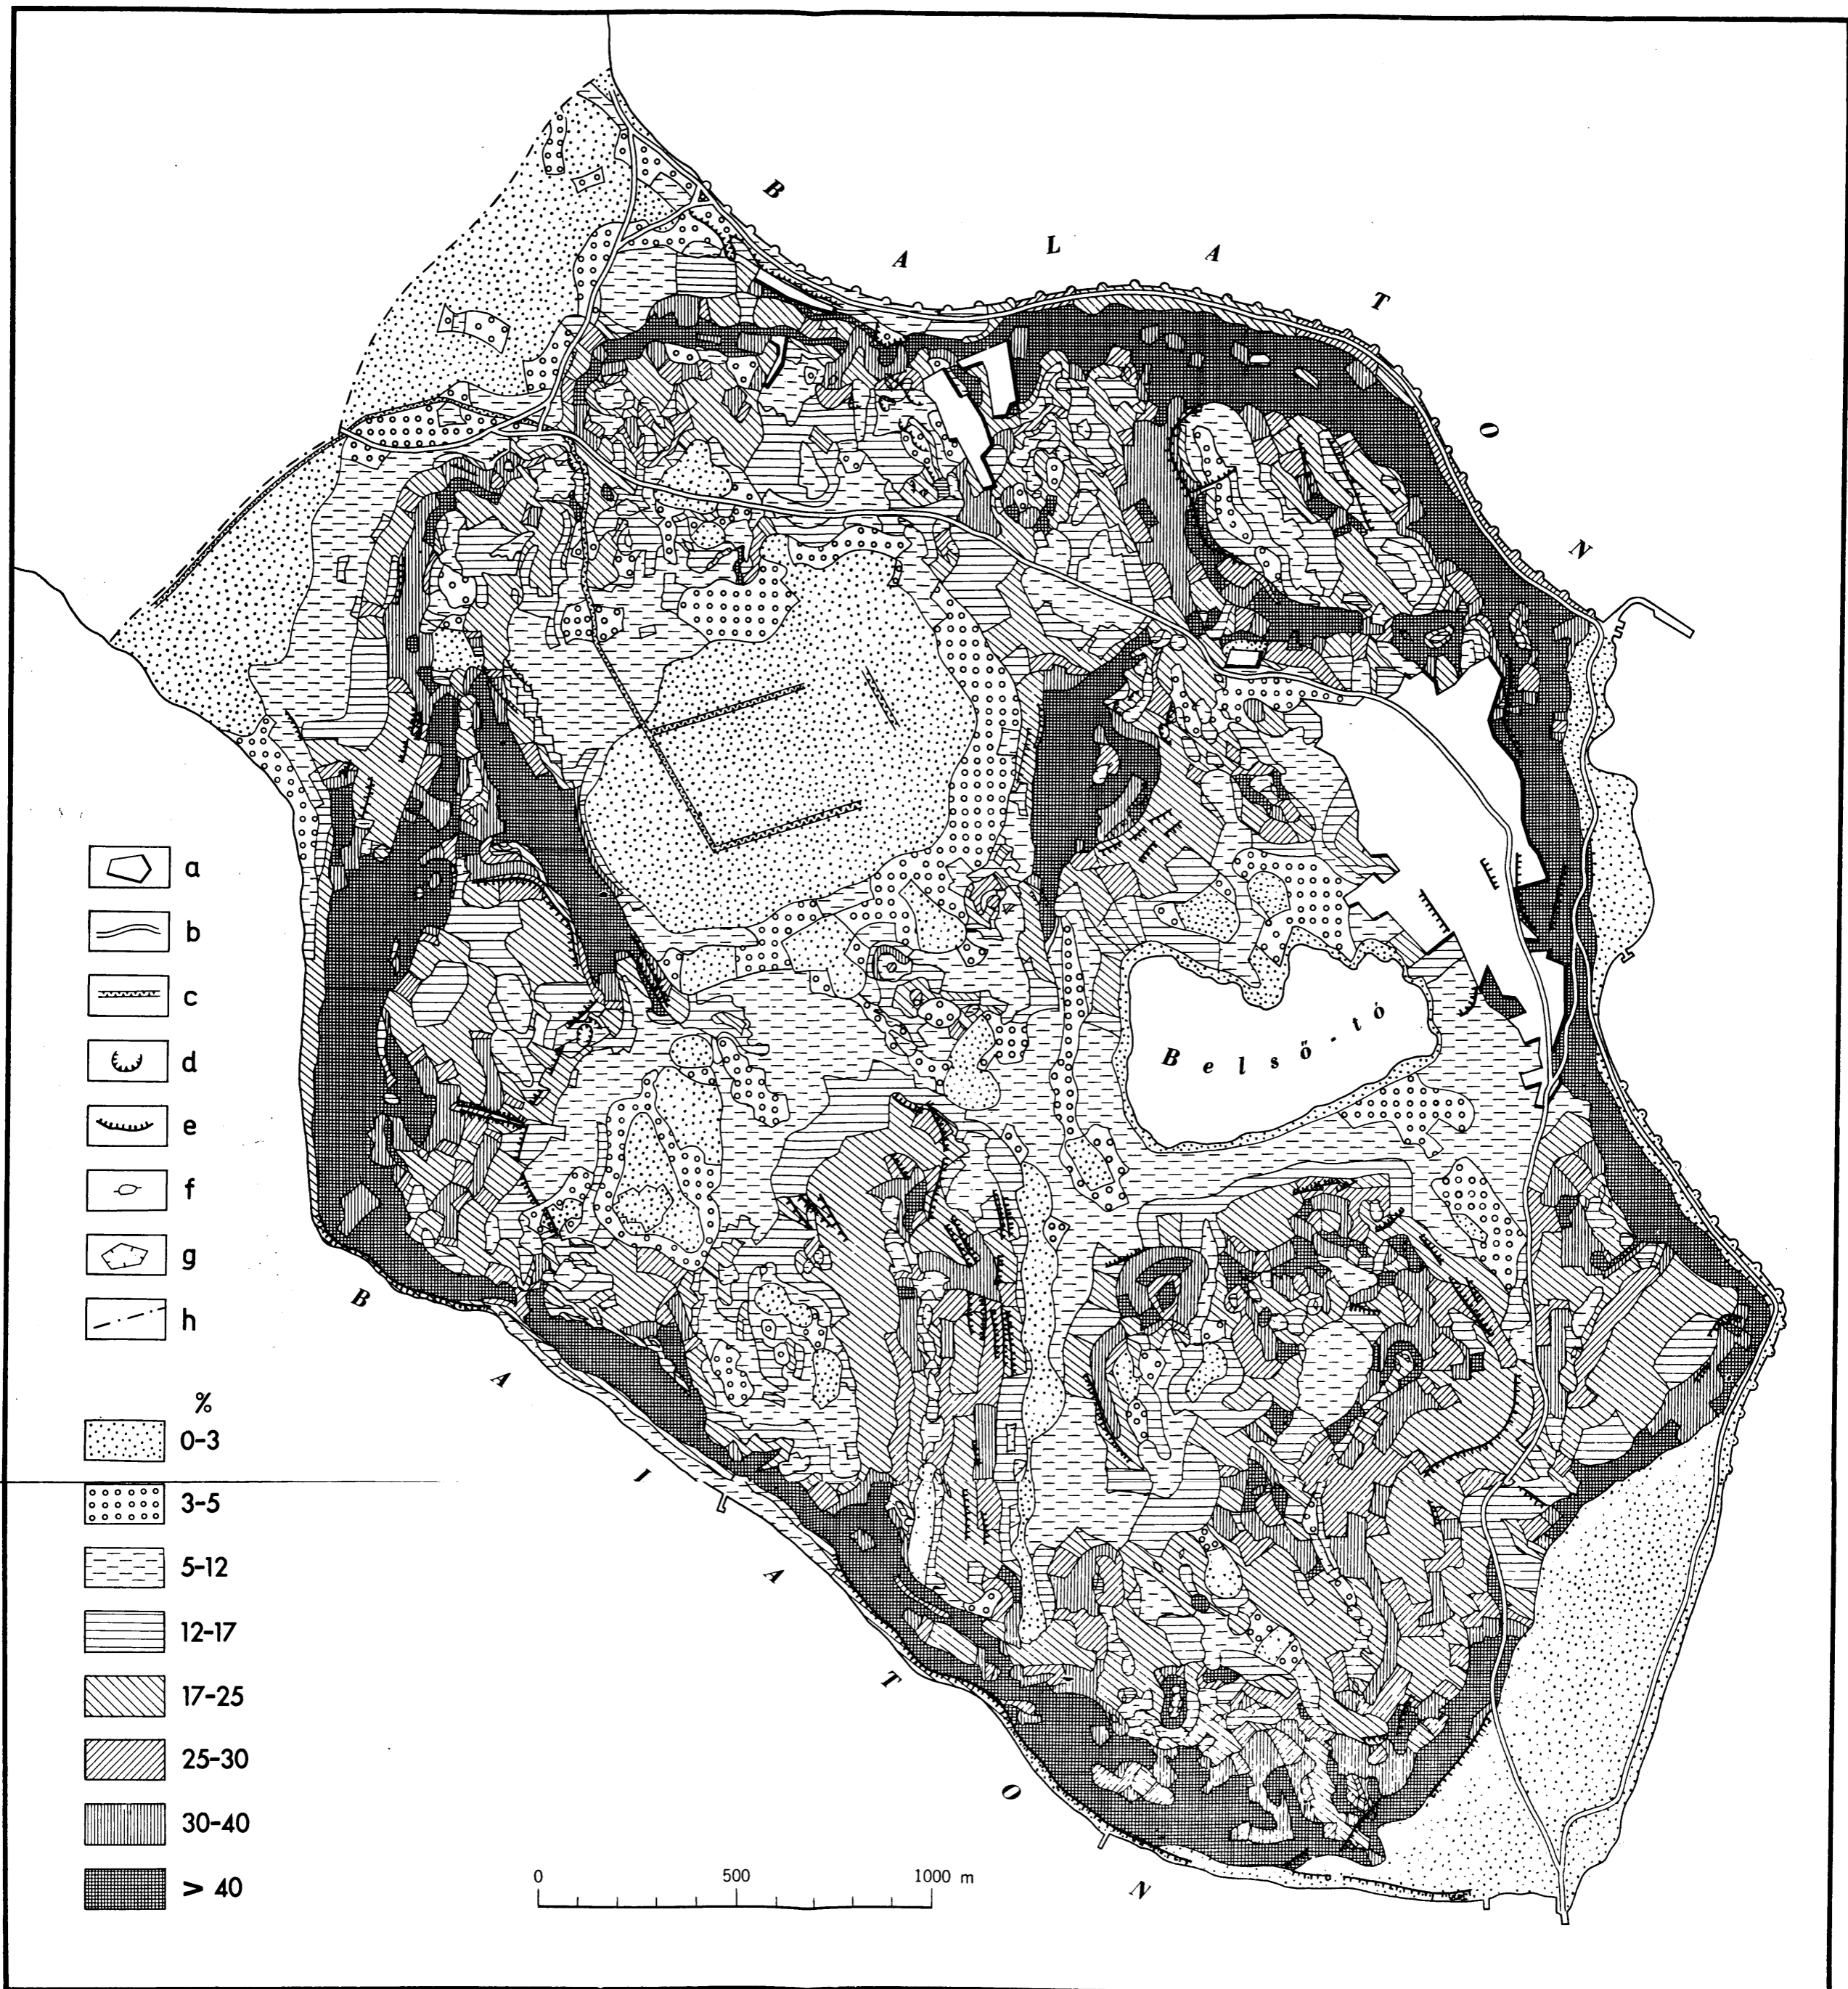 B A L A T O N
Belső-tó
B A L A T O N
a
b
c
d
e
f
g
h
%
0-3
3-5
5-12
12-17
17-25
25-30
30-40
> 40
0 500 1000 m